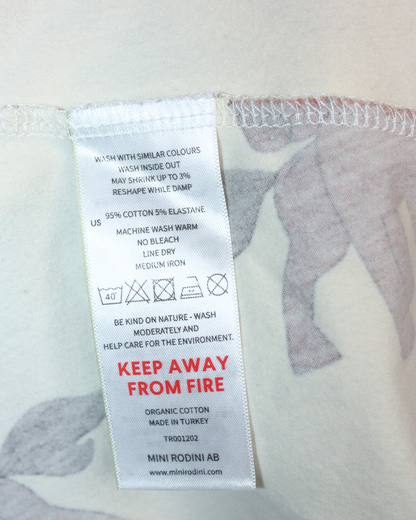 WASH WITH SIMILAR COLOURS
WASH INSIDE OUT
MAY SHRINK UP TO 3%
RESHAPE WHILE DAMP
US 95% COTTON 5% ELASTANE
MACHINE WASH WARM
NO BLEACH
LINE DRY
MEDIUM IRON
40
BE KIND ON NATURE - WASH
MODERATELY AND
HELP CARE FOR THE ENVIRONMENT.
KEEP AWAY
FROM FIRE
ORGANIC COTTON
MADE IN TURKEY
TR001202
MINI RODINI AB
www.minirodini.com